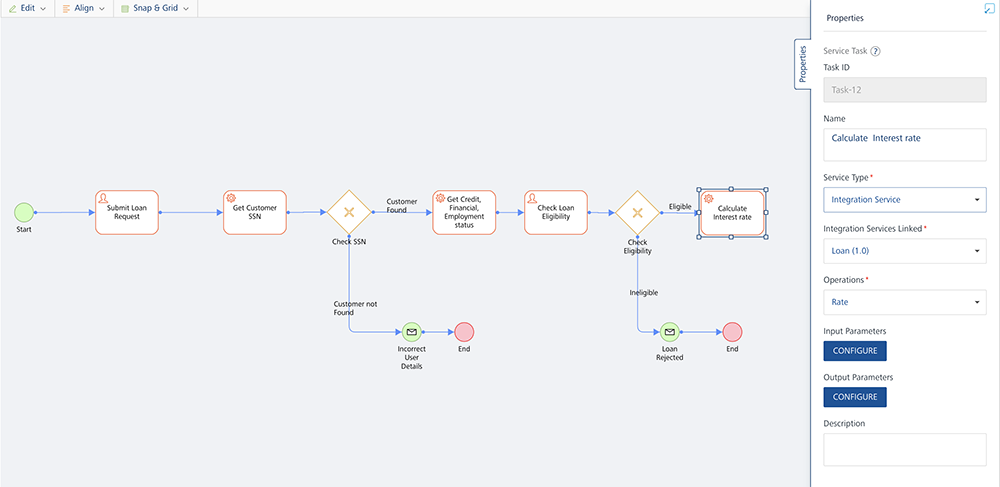 Edit
Align
Snap & Grid
Start
Submit Loan
Request
Get Customer
SSN
Check SSN
Customer
Found
Customer not
Found
Incorrect
User
Details
End
Get Credit,
Financial,
Employment
status
Check Loan
Eligibility
Check
Eligibility
Eligible
Ineligible
Loan
Rejected
End
Calculate
Interest rate
Properties
Properties
Service Task ?
Task ID
Task-12
Name
Calculate  Interest rate
Service Type*
Integration Service
Integration Services Linked*
Loan (1.0)
Operations*
Rate
Input Parameters
CONFIGURE
Output Parameters
CONFIGURE
Description